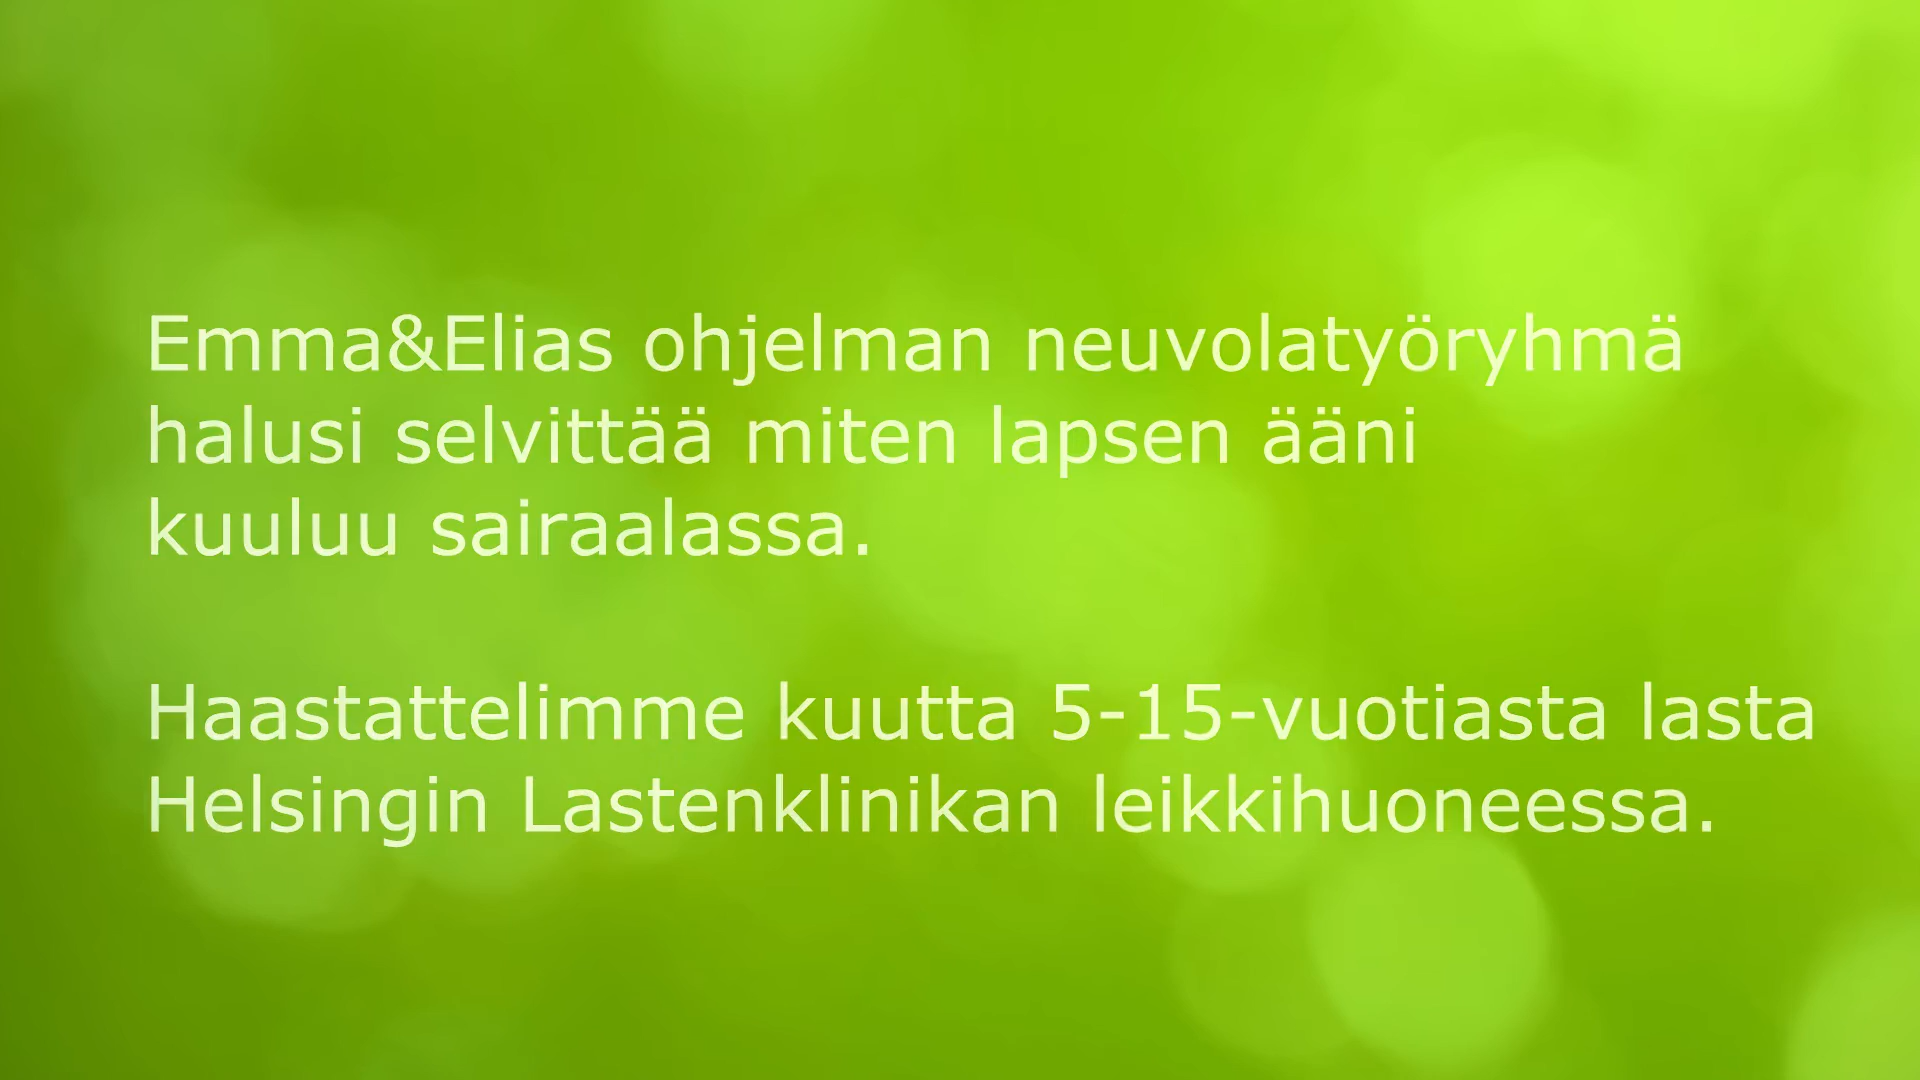 Emma&Elias ohjelman neuvolatyöryhmä
halusi selvittää miten lapsen ääni
kuuluu sairaalassa.
Haastattelimme kuutta 5-15-vuotiasta lasta
Helsingin Lastenklinikan leikkihuoneessa.